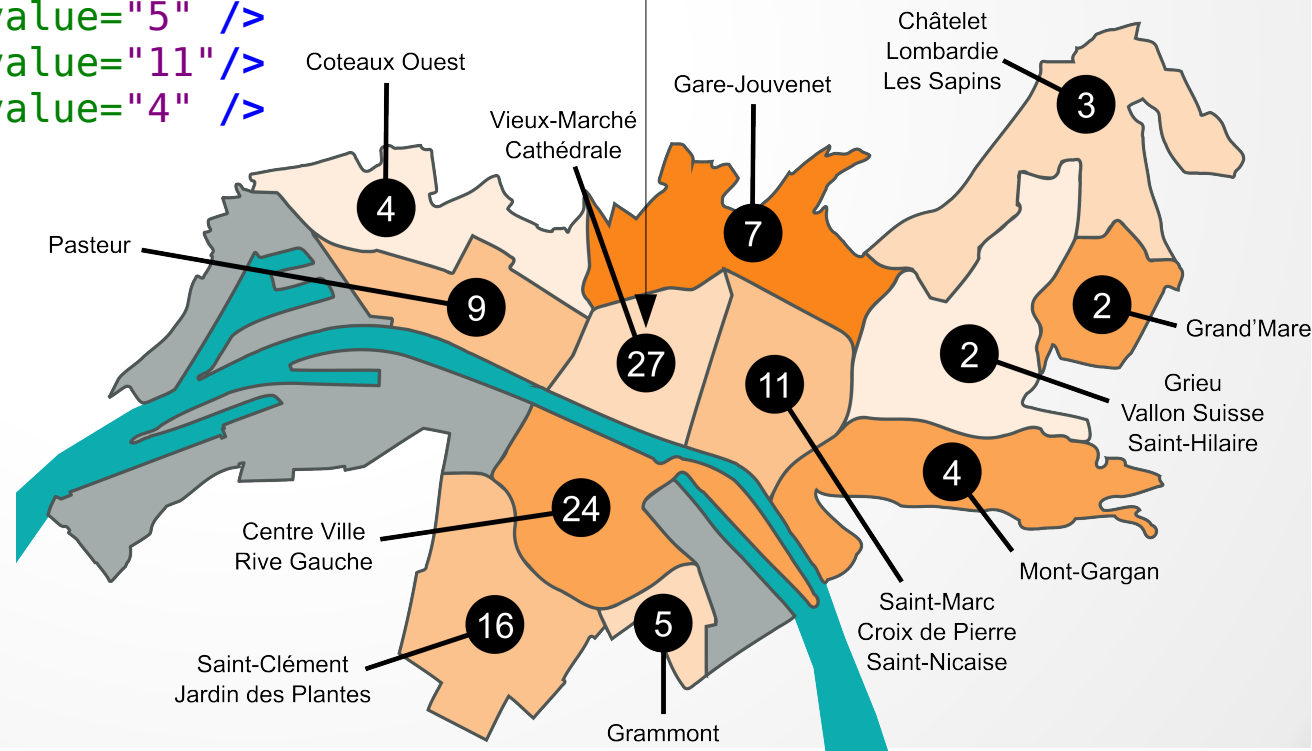 value="5" />
value="11"/>
value="4" />
Coteaux Ouest
Vieux-Marché
Cathédrale
Gare-Jouvenet
Châtelet
Lombardie
Les Sapins
3
4
7
Pasteur
9
2
Grand'Mare
27
11
2
Grieu
Vallon Suisse
Saint-Hilaire
4
24
Centre Ville
Rive Gauche
Mont-Gargan
16
5
Saint-Marc
Croix de Pierre
Saint-Nicaise
Saint-Clément
Jardin des Plantes
Grammont